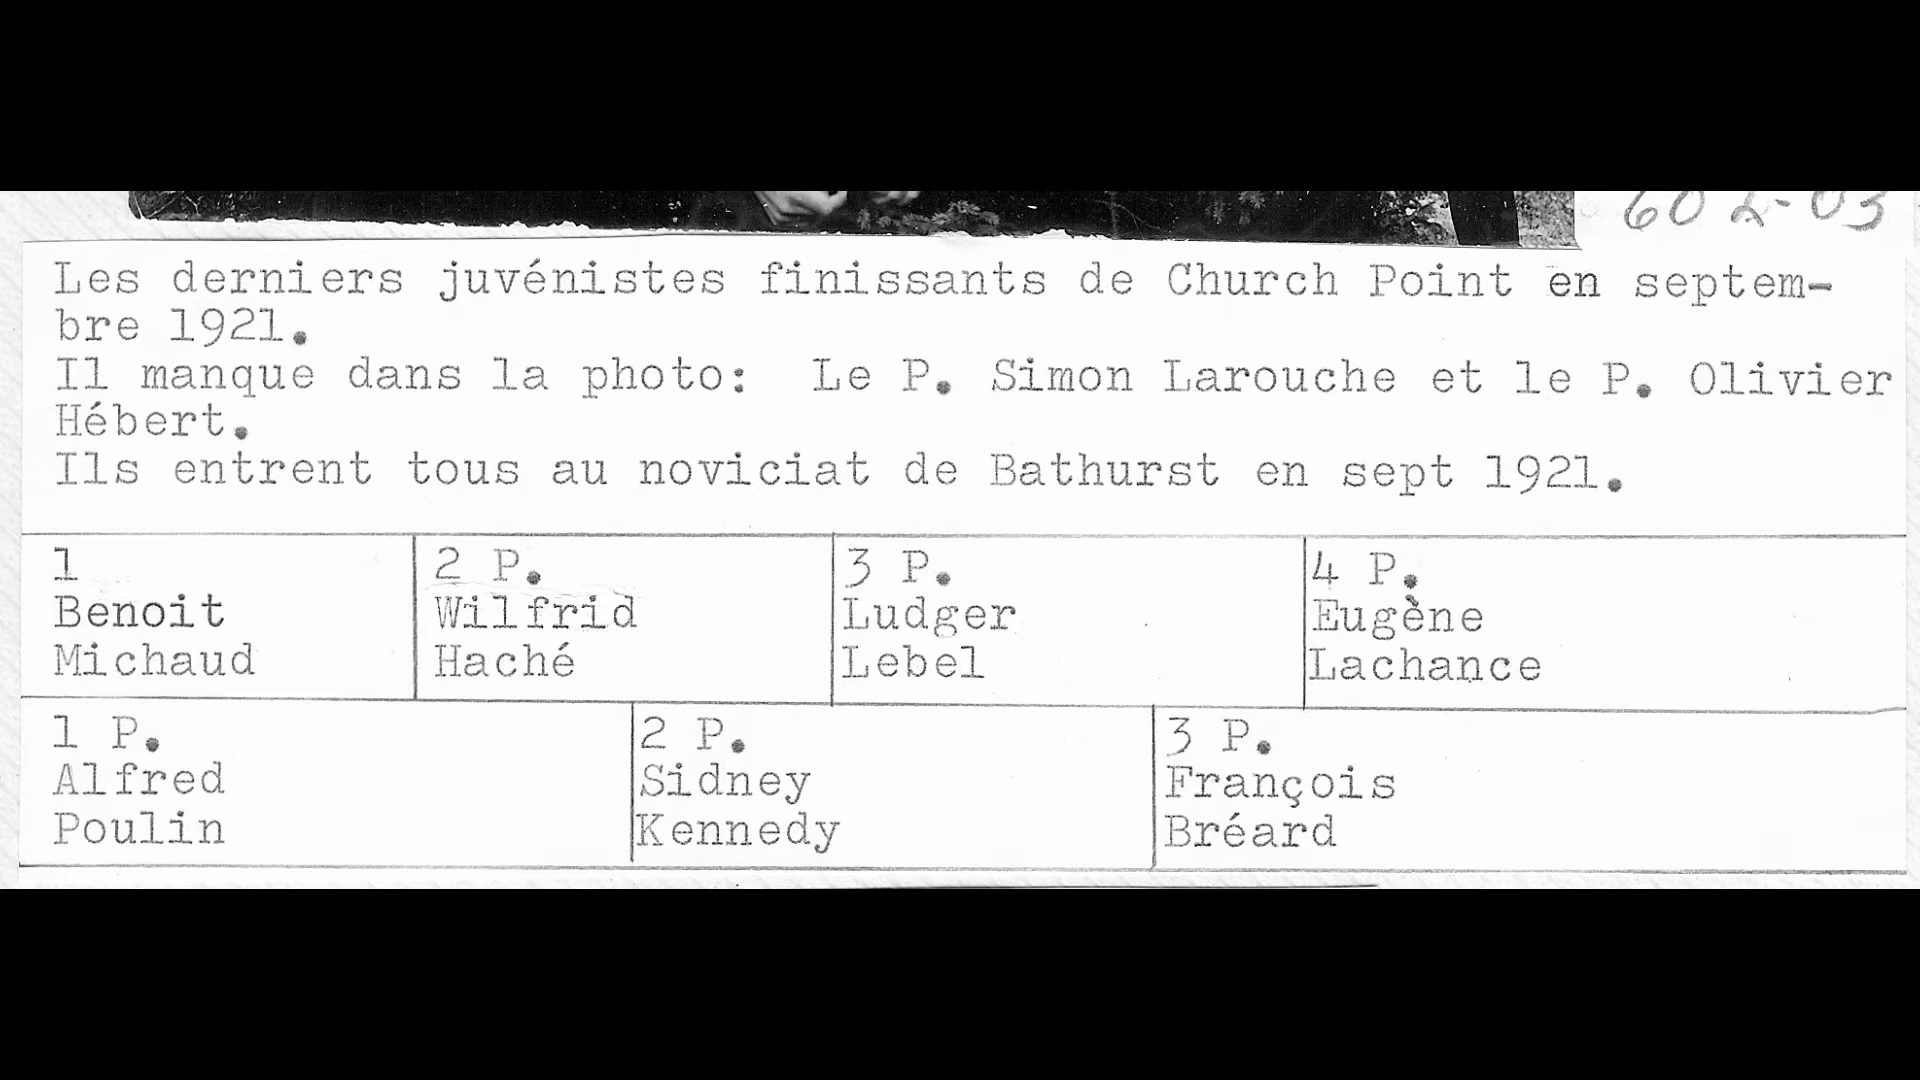 602-03
Les derniers juvénistes finissants de Church Point en septem-
bre 1921.
Il manque dans la photo: Le P. Simon Larouche et le P. Olivier
Hébert.
Ils entrent tous au noviciat de Bathurst en sept 1921.
1 2 P. 3 P. 4 P.
Benoit Wilfrid Ludger Eugène
Michaud Haché Lebel Lachance
1 P. 2 P. 3 P.
Alfred Sidney François
Poulin Kennedy Bréard